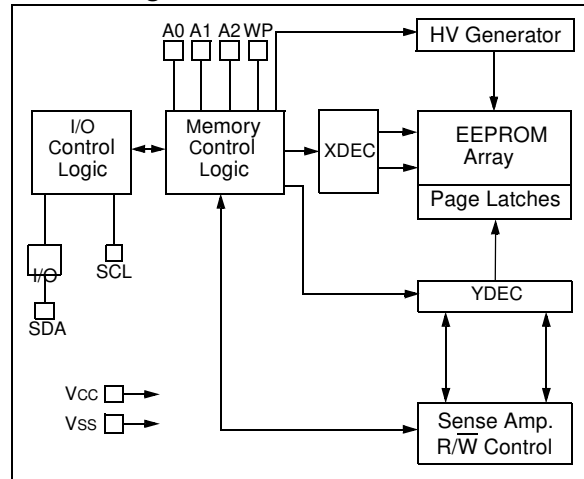 A0 A1 A2 WP
HV Generator
I/O
Control
Logic
Memory
Control
Logic
XDEC
EEPROM
Array
Page Latches
I/O
SCL
SDA
YDEC
VCC
VSS
Sense Amp.
R/W̅ Control